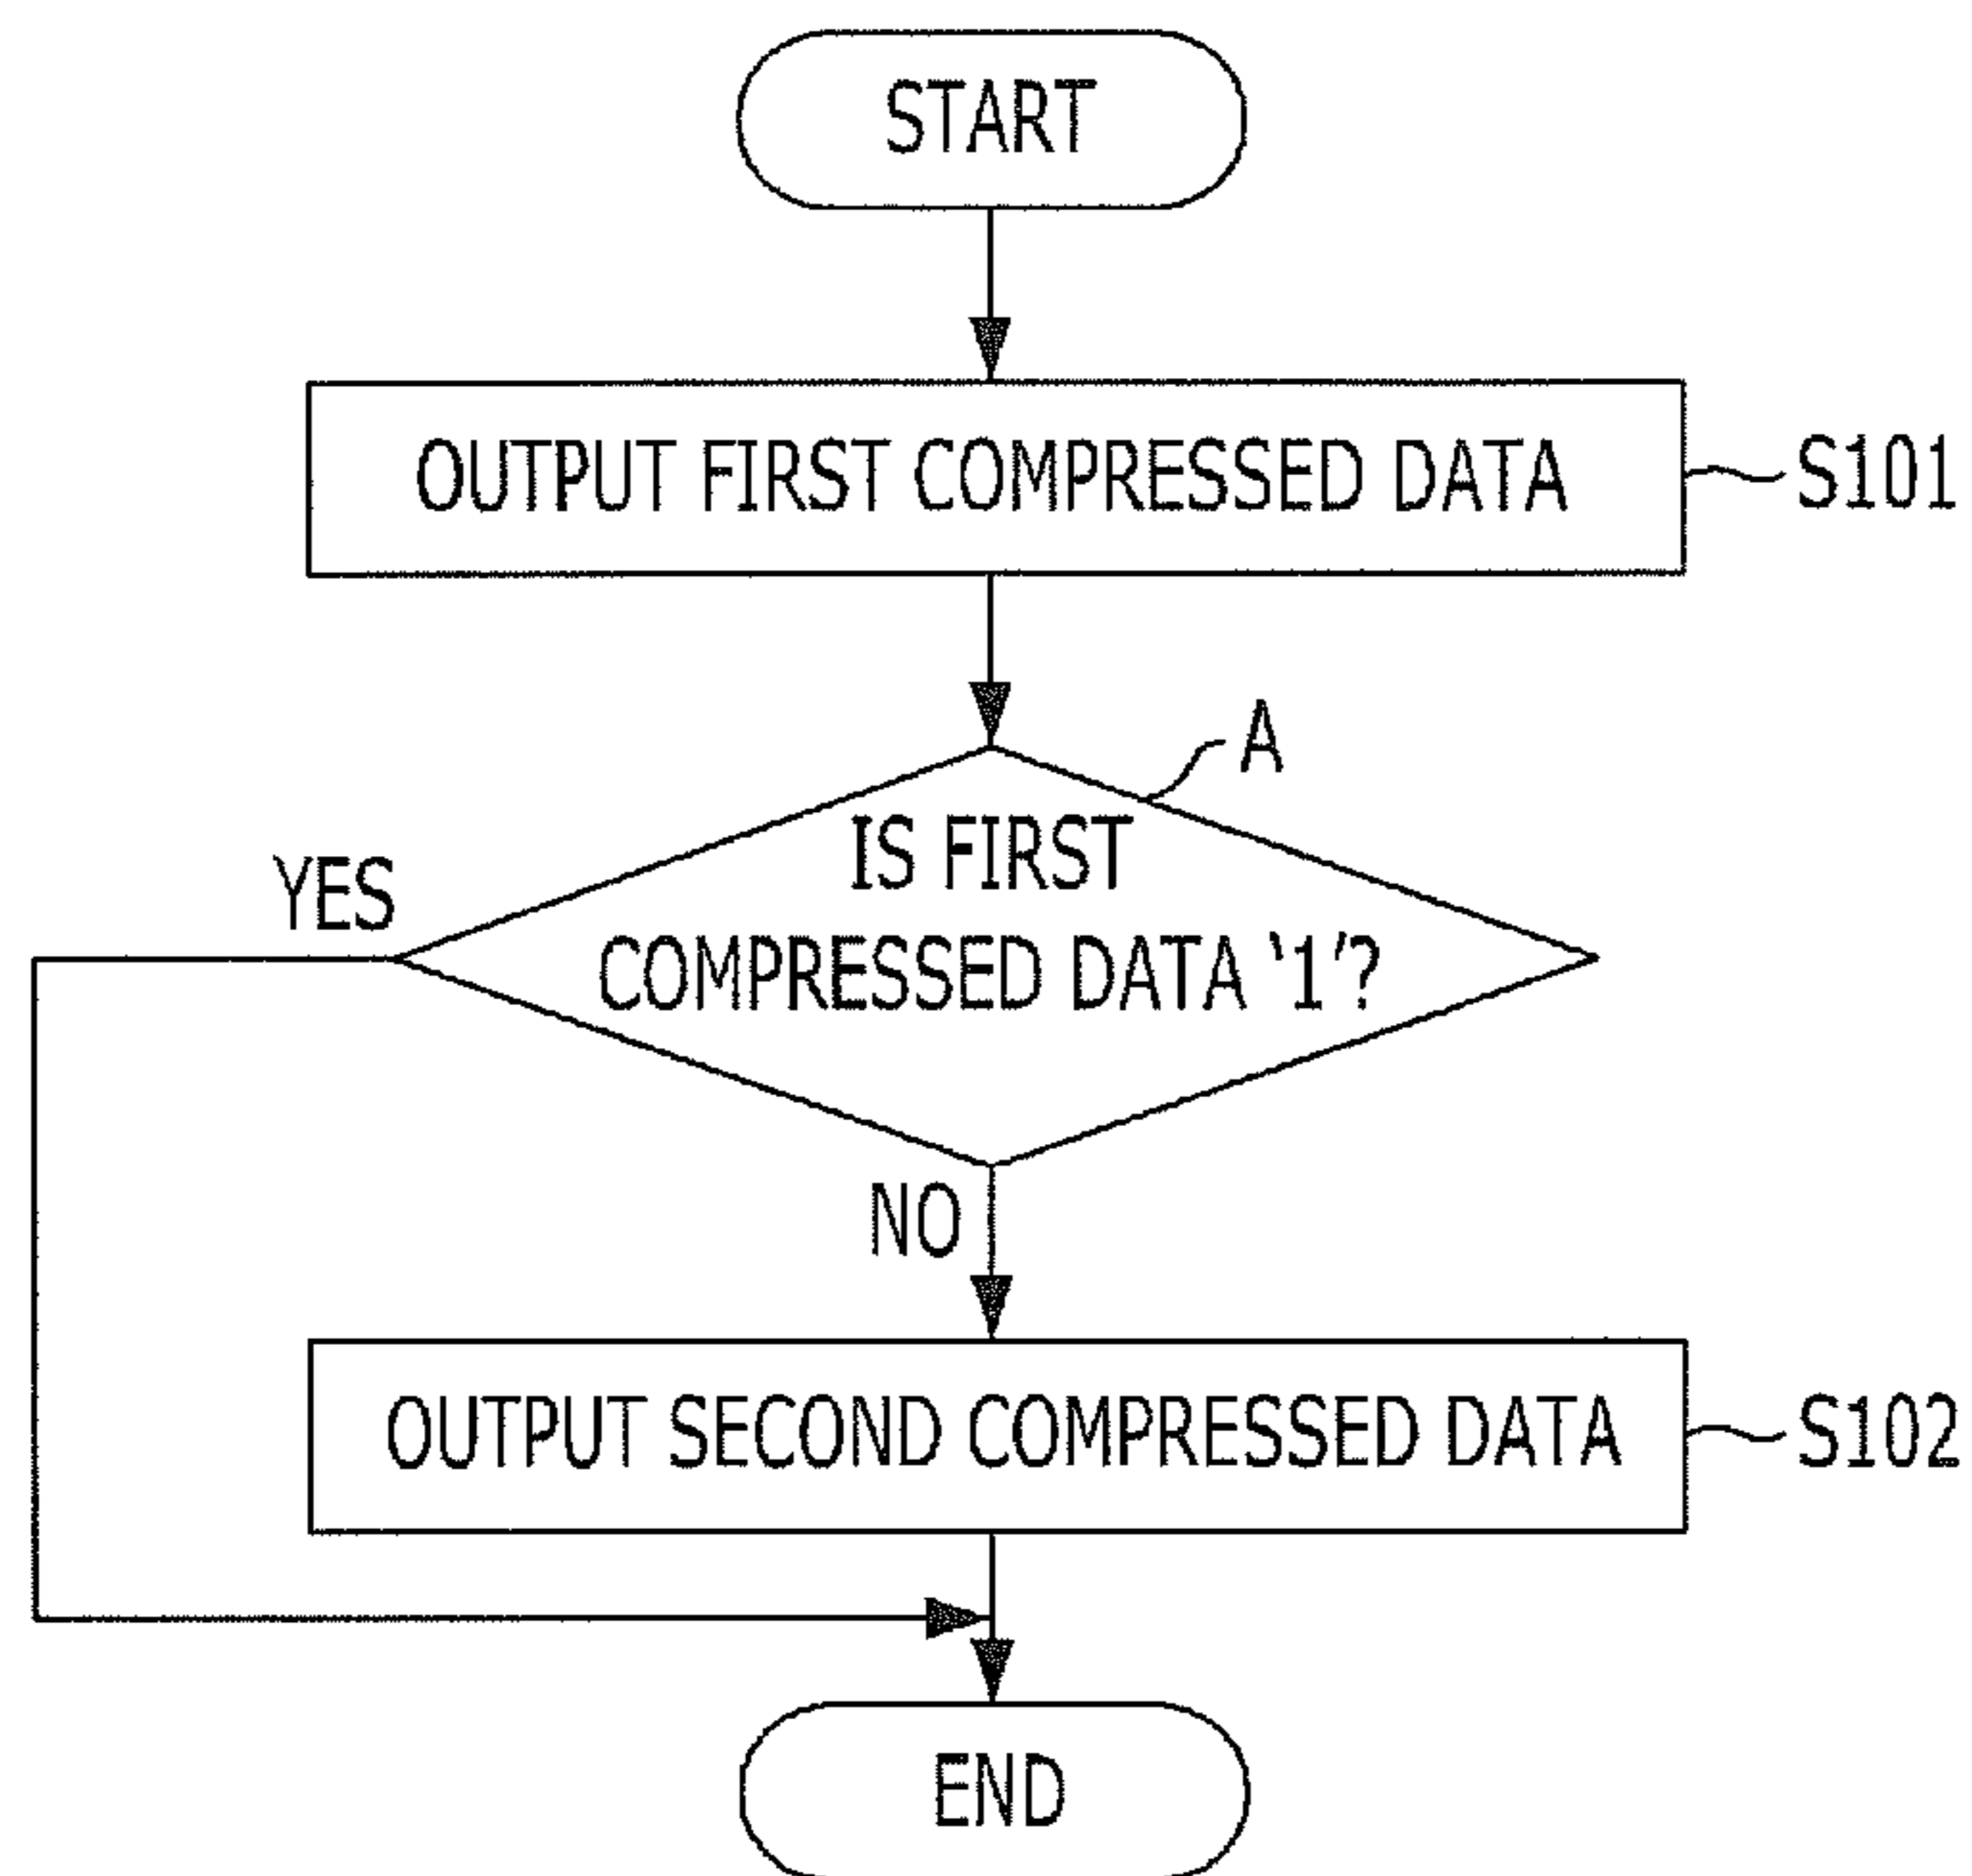 START
OUTPUT FIRST COMPRESSED DATA
S101
A
IS FIRST
COMPRESSED DATA ‘1’?
YES
NO
OUTPUT SECOND COMPRESSED DATA
S102
END